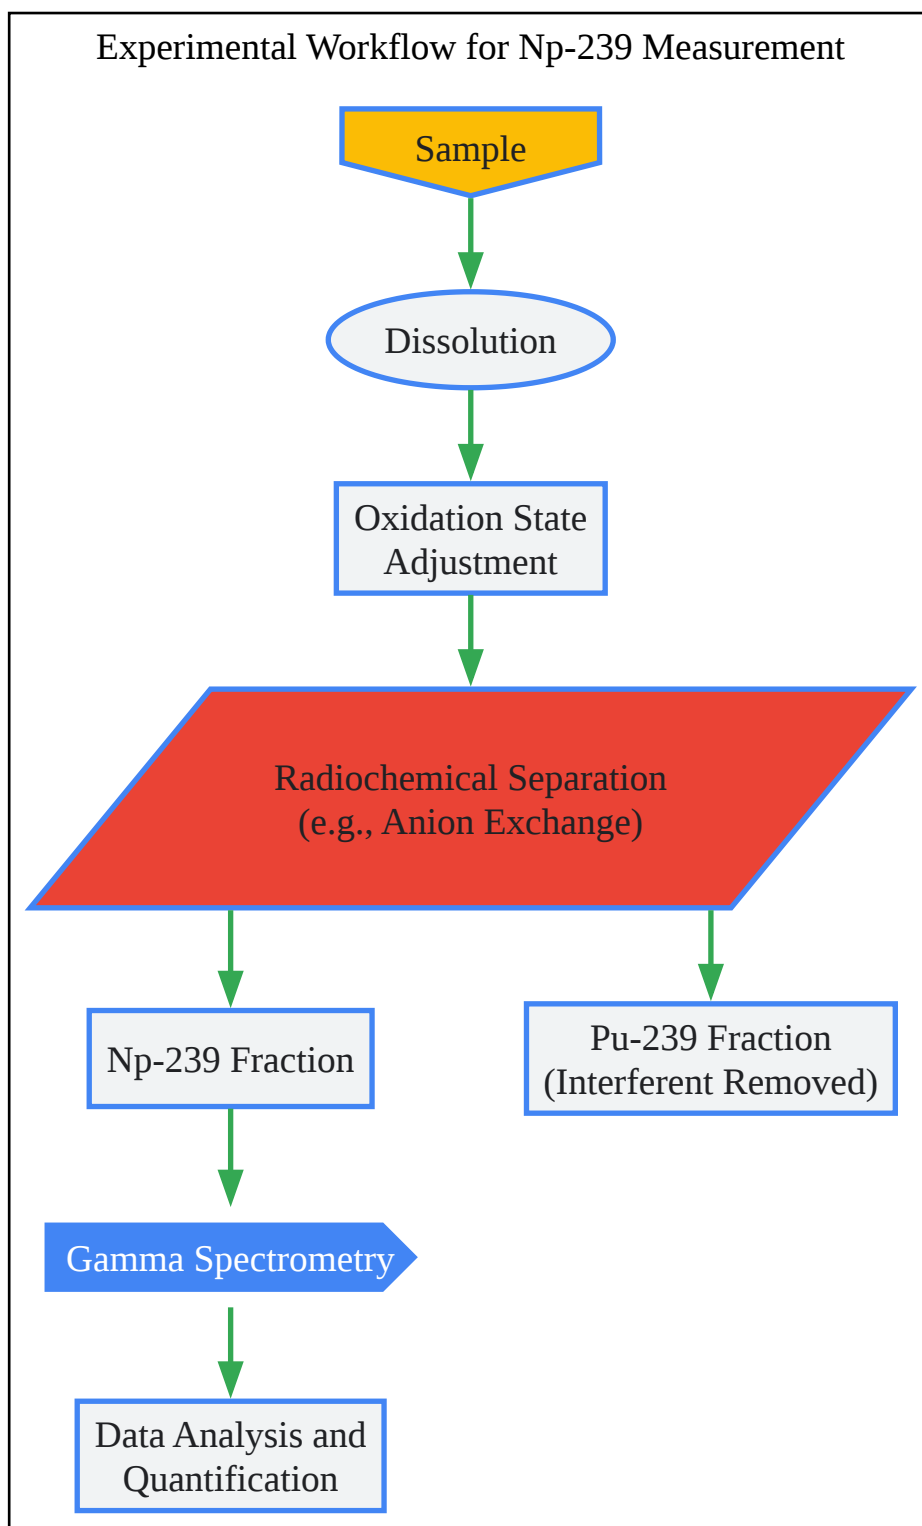 Experimental Workflow for Np-239 Measurement
Sample
Dissolution
Oxidation State
Adjustment
Radiochemical Separation
(e.g., Anion Exchange)
Np-239 Fraction
Pu-239 Fraction
(Interferent Removed)
Gamma Spectrometry
Data Analysis and
Quantification